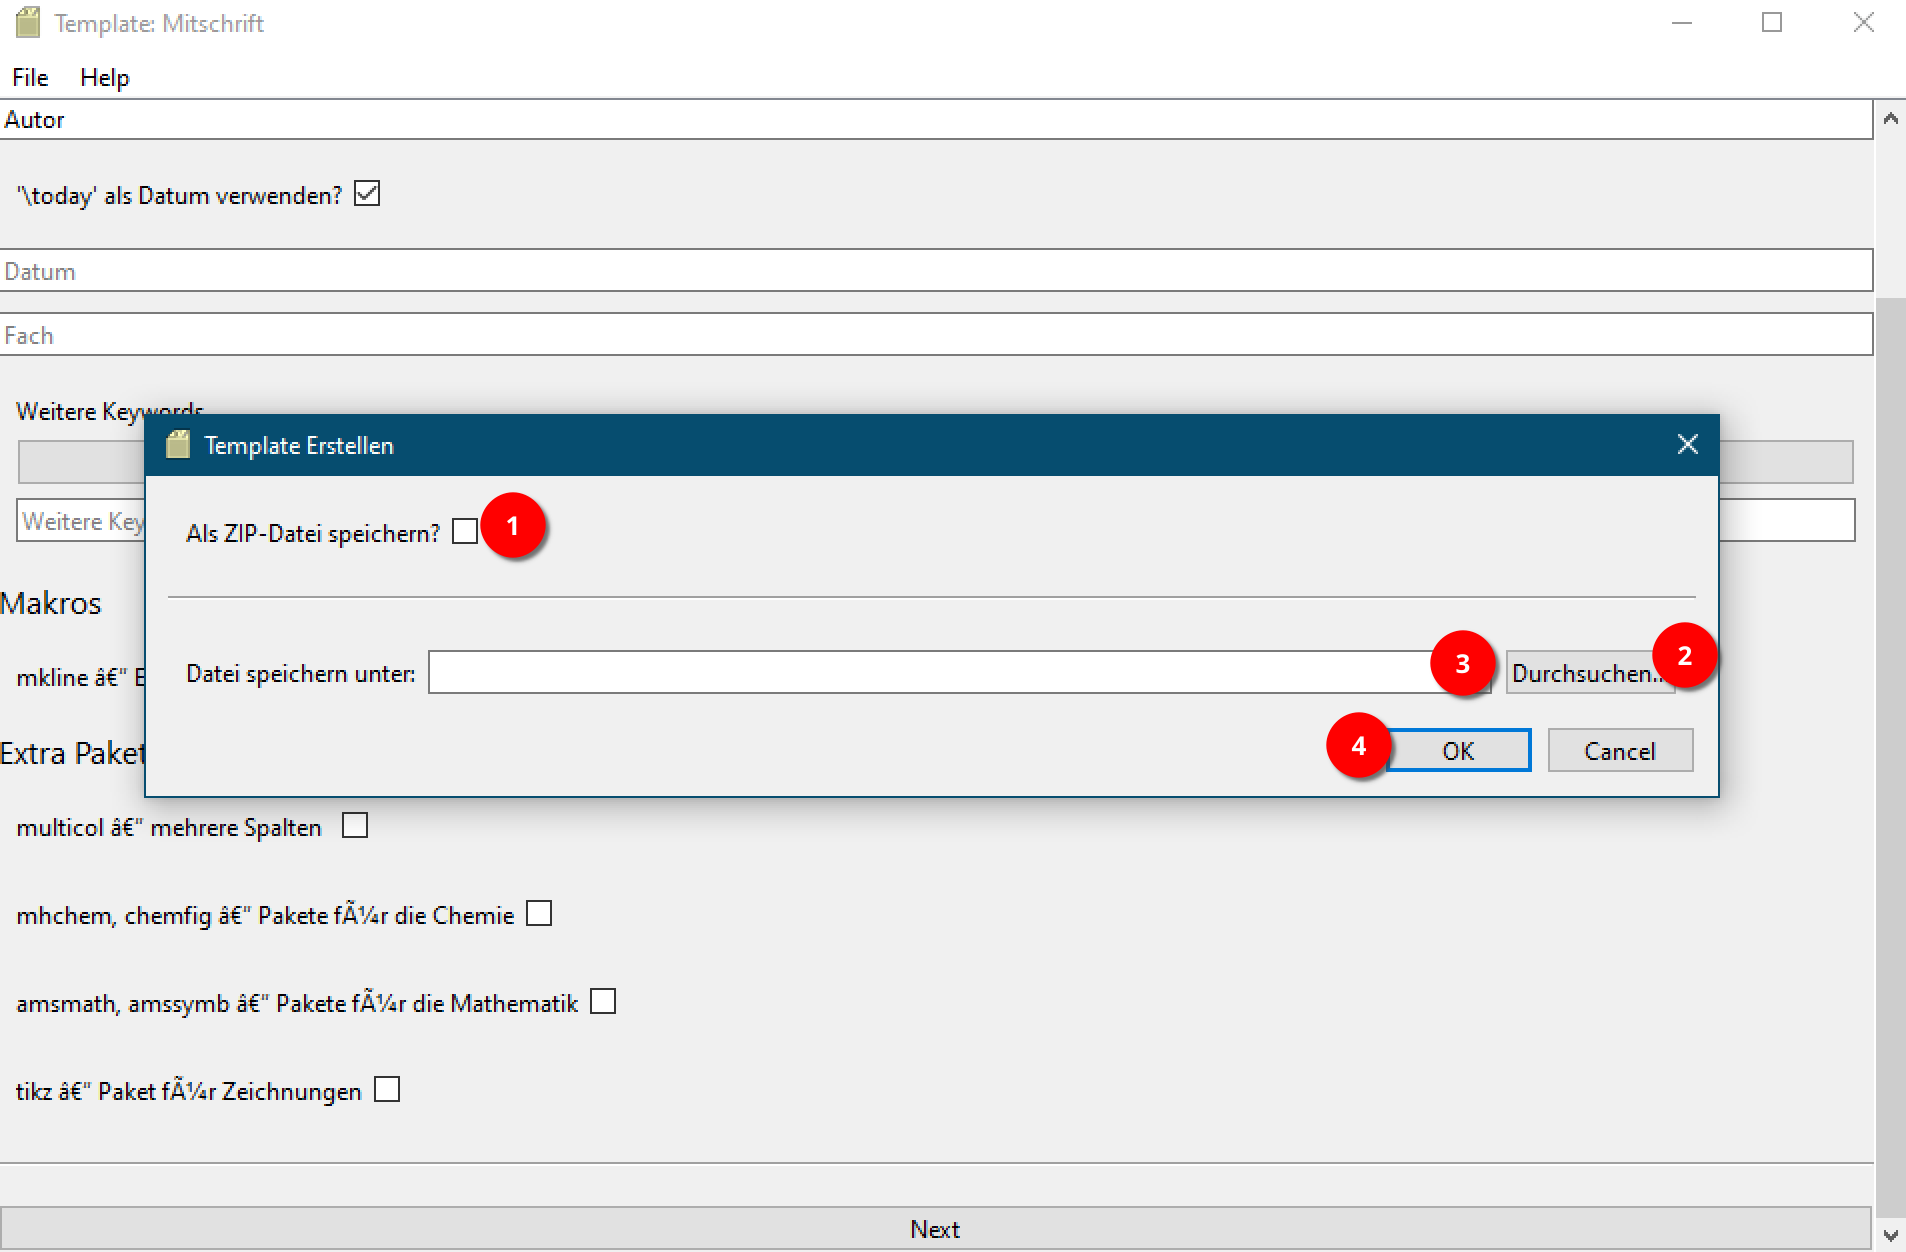 Template: Mitschrift
File Help
Autor
'\today' als Datum verwenden?
Datum
Fach
Weitere Keywords
Template Erstellen
Weitere Key
Als ZIP-Datei speichern? 1
Makros
Datei speichern unter: 3 Durchsuchen.. 2
mkline â€“ E
4 OK Cancel
Extra Paket
multicol â€“ mehrere Spalten
mhchem, chemfig â€“ Pakete fÃ¼r die Chemie
amsmath, amssymb â€“ Pakete fÃ¼r die Mathematik
tikz â€“ Paket fÃ¼r Zeichnungen
Next